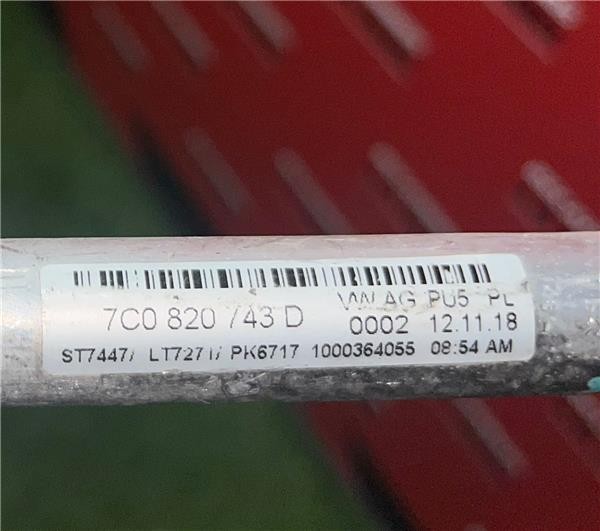 7C0 820 743 D
VW AG PU5 PL
0002 12.11.18
ST7447/ LT7271/ PK6717 1000364055 08:54 AM